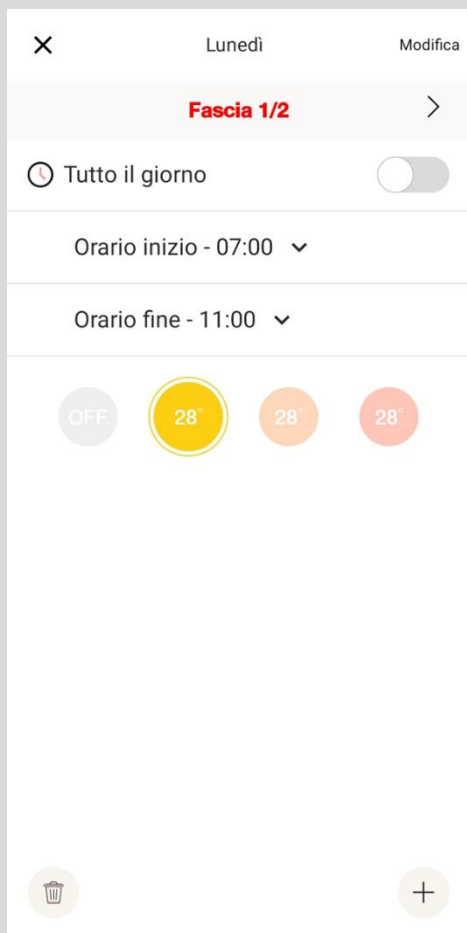 Lunedì Modifica
Fascia 1/2
Tutto il giorno
Orario inizio - 07:00
Orario fine - 11:00
OFF 28° 28° 28°